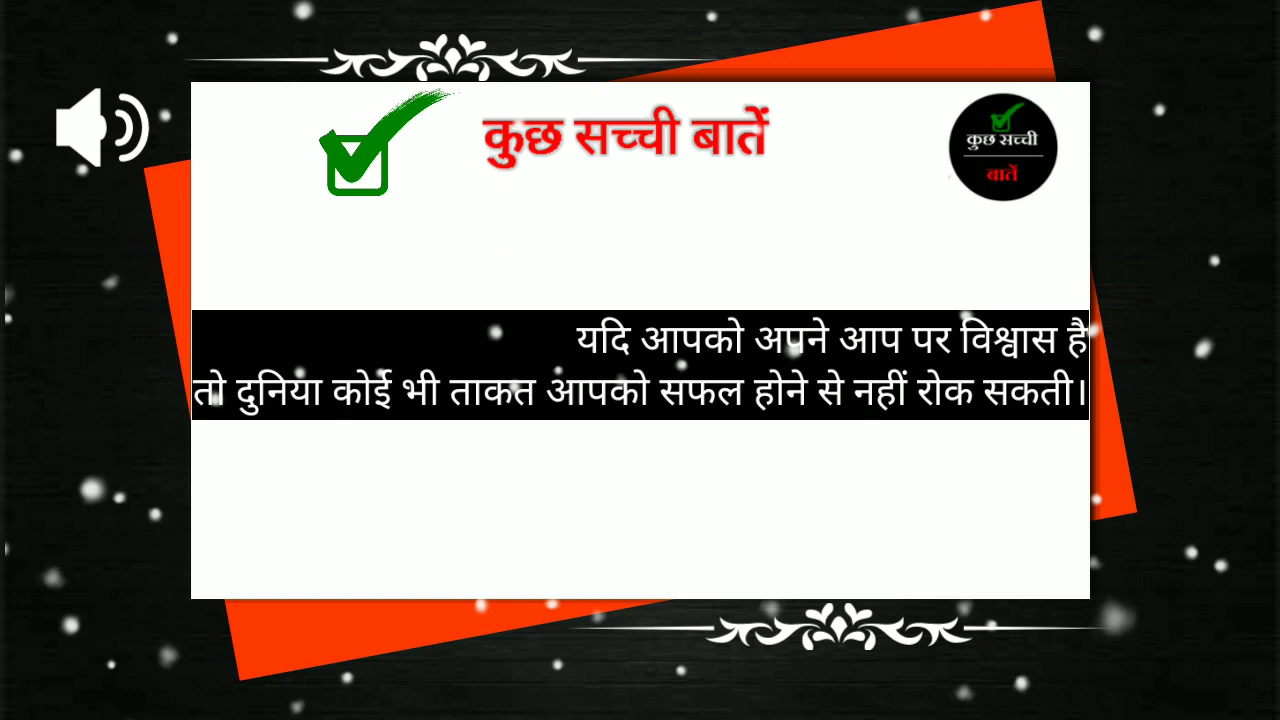 कुछ सच्ची बातें
कुछ सच्ची
बातें
यदि आपको अपने आप पर विश्वास है
तो दुनिया कोई भी ताकत आपको सफल होने से नहीं रोक सकती।